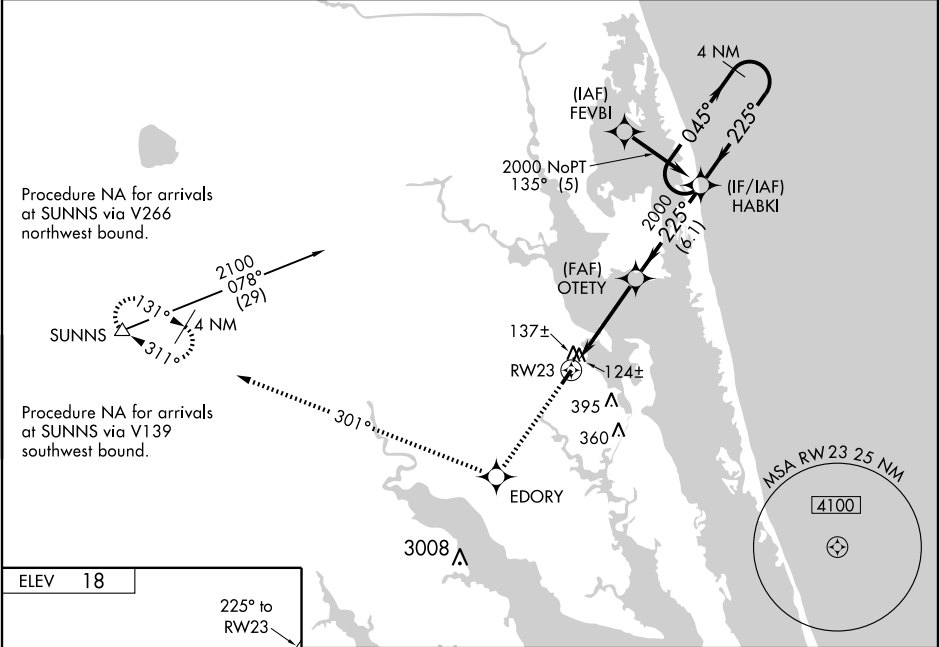 4 NM
(IAF)
FEVBI
045°
225°
2000 NoPT
135° (5)
(IF/IAF)
HABKI
2000
225°
(6.1)
Procedure NA for arrivals
at SUNNS via V266
northwest bound.
2100
078°
(29)
(FAF)
OTETY
131°
4 NM
SUNNS
311°
137±
RW23
124±
395
360
Procedure NA for arrivals
at SUNNS via V139
southwest bound.
301°
EDORY
MSA RW 23 25 NM
4100
3008
ELEV 18
225° to
RW23